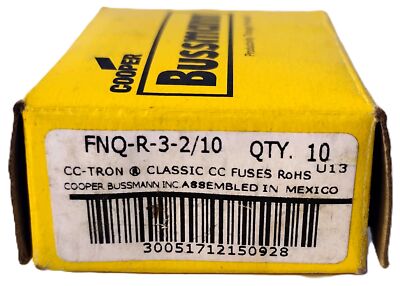 COOPER
BUSSMANN
FNQ-R-3-2/10 QTY. 10
CC-TRON ® CLASSIC CC FUSES RoHS U13
COOPER BUSSMANN INC. ASSEMBLED IN MEXICO
30051712150928